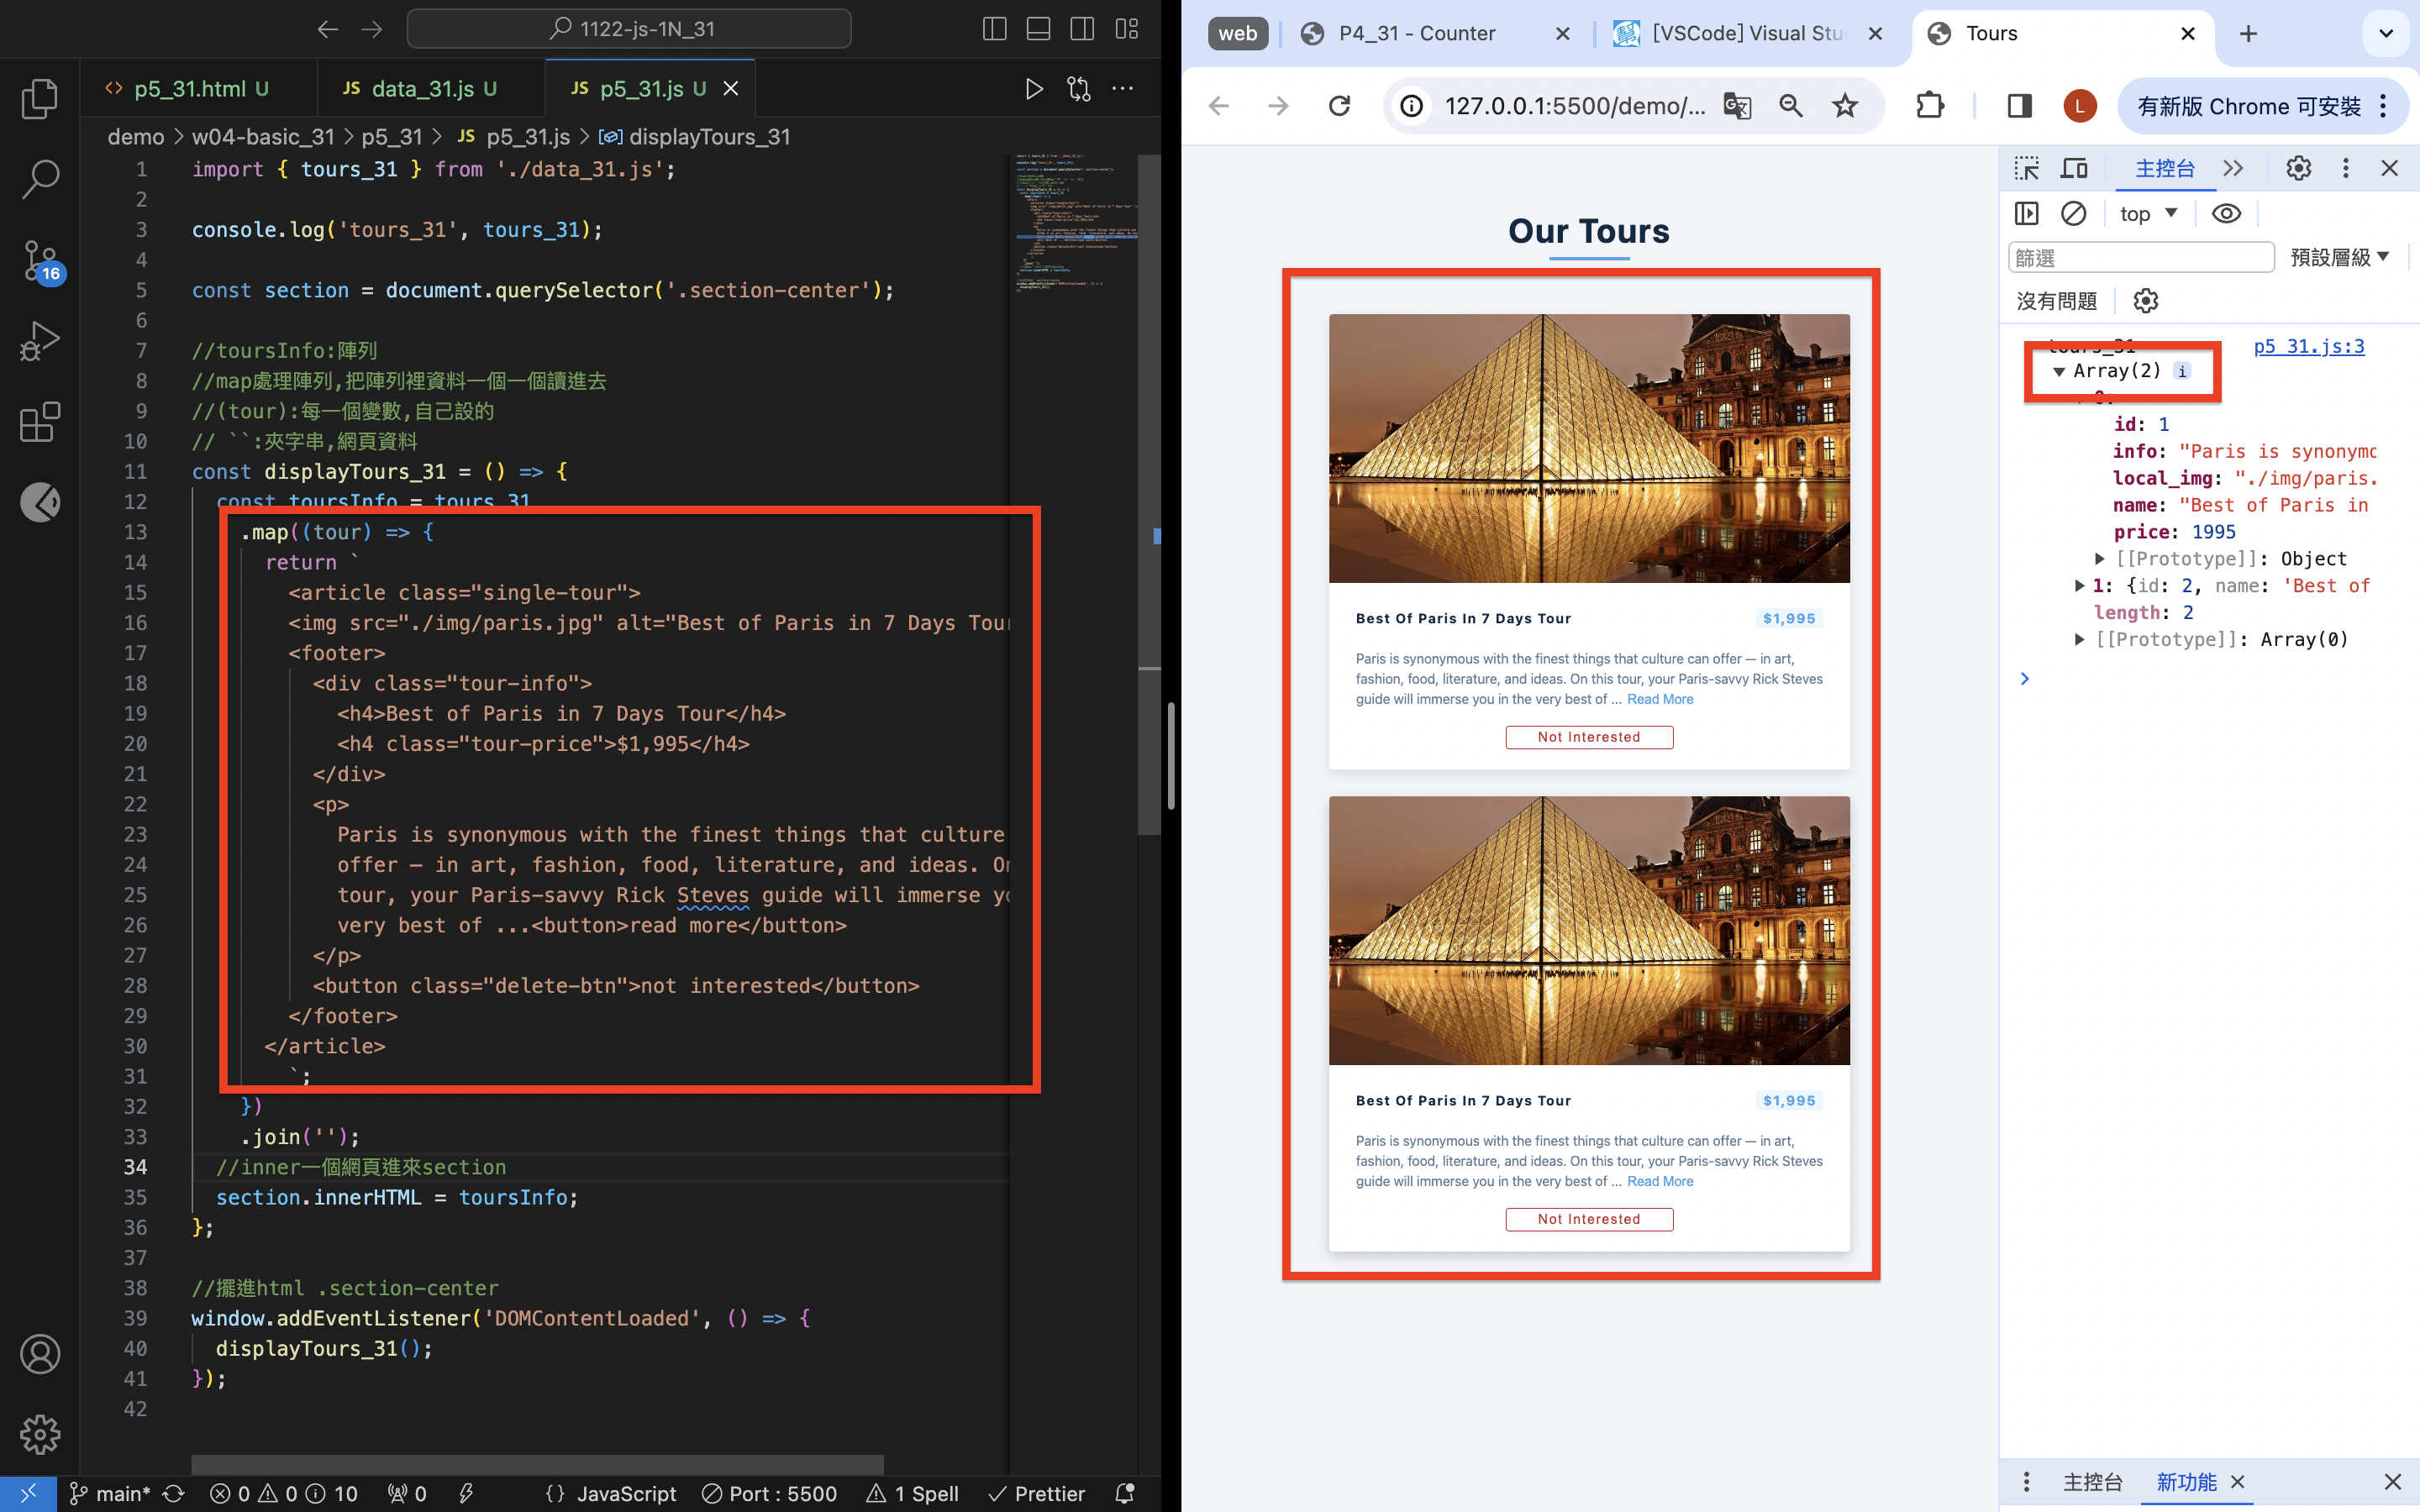 1122-js-1N_31
p5_31.html U
JS data_31.js U
JS p5_31.js U
demo > w04-basic_31 > p5_31 > JS p5_31.js > displayTours_31
1 import { tours_31 } from './data_31.js';
2
3 console.log('tours_31', tours_31);
4
5 const section = document.querySelector('.section-center');
6
7 //toursInfo:陣列
8 //map處理陣列,把陣列裡資料一個一個讀進去
9 //(tour):每一個變數,自己設的
10 // ``:夾字串,網頁資料
11 const displayTours_31 = () => {
12 const toursInfo = tours_31
13 .map((tour) => {
14 return `
15 <article class="single-tour">
16 <img src="./img/paris.jpg" alt="Best of Paris in 7 Days Tour
17 <footer>
18 <div class="tour-info">
19 <h4>Best of Paris in 7 Days Tour</h4>
20 <h4 class="tour-price">$1,995</h4>
21 </div>
22 <p>
23 Paris is synonymous with the finest things that culture
24 offer — in art, fashion, food, literature, and ideas. On
25 tour, your Paris-savvy Rick Steves guide will immerse yo
26 very best of ...<button>read more</button>
27 </p>
28 <button class="delete-btn">not interested</button>
29 </footer>
30 </article>
31 `;
32 })
33 .join('');
34 //inner一個網頁進來section
35 section.innerHTML = toursInfo;
36 };
37
38 //擺進html .section-center
39 window.addEventListener('DOMContentLoaded', () => {
40 displayTours_31();
41 });
42
16
main* 0 0 10 0 {} JavaScript Port : 5500 1 Spell Prettier
web
P4_31 - Counter
[VSCode] Visual Stu
Tours
127.0.0.1:5500/demo/...
L
有新版 Chrome 可安裝
Our Tours
Best Of Paris In 7 Days Tour $1,995
Paris is synonymous with the finest things that culture can offer — in art,
fashion, food, literature, and ideas. On this tour, your Paris-savvy Rick Steves
guide will immerse you in the very best of ... Read More
Not Interested
Best Of Paris In 7 Days Tour $1,995
Paris is synonymous with the finest things that culture can offer — in art,
fashion, food, literature, and ideas. On this tour, your Paris-savvy Rick Steves
guide will immerse you in the very best of ... Read More
Not Interested
主控台
top
篩選 預設層級
沒有問題
tours_31 p5_31.js:3
Array(2) i
0:
id: 1
info: "Paris is synonymo
local_img: "./img/paris.
name: "Best of Paris in
price: 1995
[[Prototype]]: Object
1: {id: 2, name: 'Best of
length: 2
[[Prototype]]: Array(0)
主控台 新功能